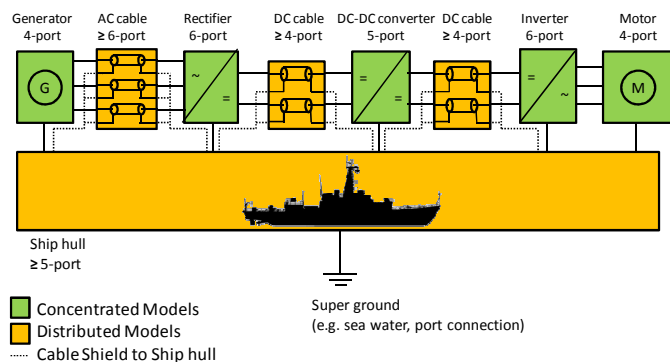 Generator
4-port
AC cable
≥ 6-port
Rectifier
6-port
DC cable
≥ 4-port
DC-DC converter
5-port
DC cable
≥ 4-port
Inverter
6-port
Motor
4-port
G
~
=
=
=
=
~
M
Ship hull
≥ 5-port
Super ground
(e.g. sea water, port connection)
Concentrated Models
Distributed Models
Cable Shield to Ship hull